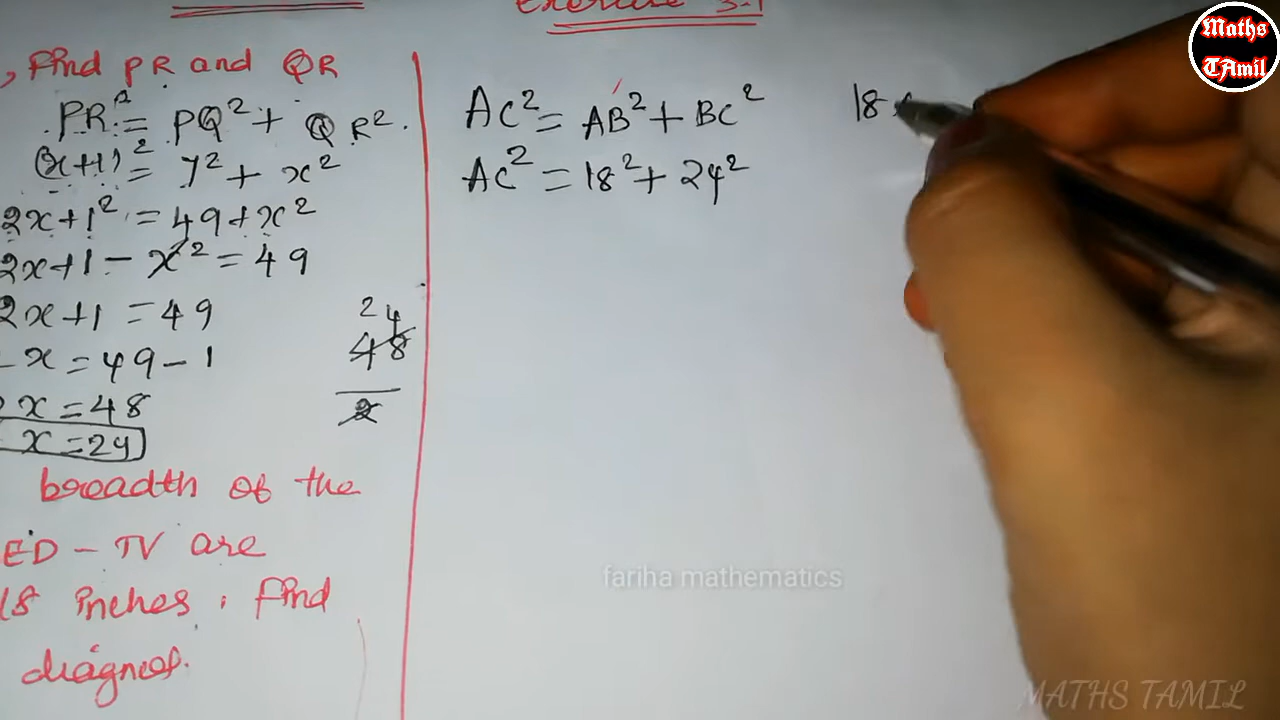 Exercise 3.1
, Find PR and QR
PR² = PQ² + QR².
(x+1)² = 7² + x²
2x+1² = 49+x²
2x+1 - x² = 49
2x+1 = 49
x = 49-1
x = 48
x = 24
24
48
2
breadth of the
ED - TV are
18 inches, find
AC² = AB² + BC²
AC² = 18² + 24²
18
Maths
TAmil
fariha mathematics
MATHS TAMIL